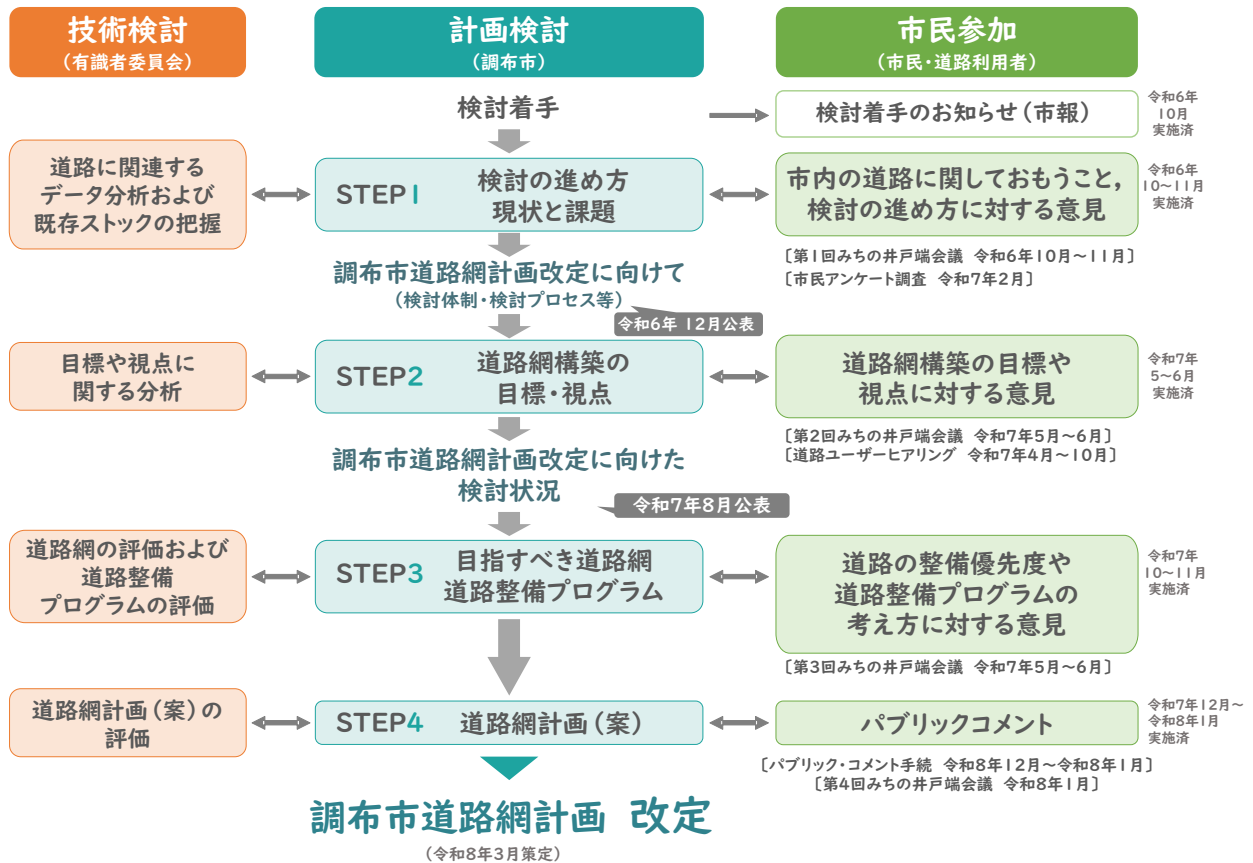 技術検討
（有識者委員会）
計画検討
（調布市）
市民参加
（市民・道路利用者）
検討着手
検討着手のお知らせ（市報）
令和6年
10月
実施済
道路に関連する
データ分析および
既存ストックの把握
STEP1
検討の進め方
現状と課題
市内の道路に関しておもうこと，
検討の進め方に対する意見
令和6年
10～11月
実施済
〔第1回みちの井戸端会議 令和6年10月～11月〕
〔市民アンケート調査 令和7年2月〕
調布市道路網計画改定に向けて
（検討体制・検討プロセス等）
令和6年 12月公表
目標や視点に
関する分析
STEP2
道路網構築の
目標・視点
道路網構築の目標や
視点に対する意見
令和7年
5～6月
実施済
〔第2回みちの井戸端会議 令和7年5月～6月〕
〔道路ユーザーヒアリング 令和7年4月～10月〕
調布市道路網計画改定に向けた
検討状況
令和7年8月公表
道路網の評価および
道路整備
プログラムの評価
STEP3
目指すべき道路網
道路整備プログラム
道路の整備優先度や
道路整備プログラムの
考え方に対する意見
令和7年
10～11月
実施済
〔第3回みちの井戸端会議 令和7年5月～6月〕
道路網計画（案）の
評価
STEP4
道路網計画（案）
パブリックコメント
令和7年12月～
令和8年1月
実施済
〔パブリック・コメント手続 令和8年12月～令和8年1月〕
〔第4回みちの井戸端会議 令和8年1月〕
調布市道路網計画 改定
（令和8年3月策定）